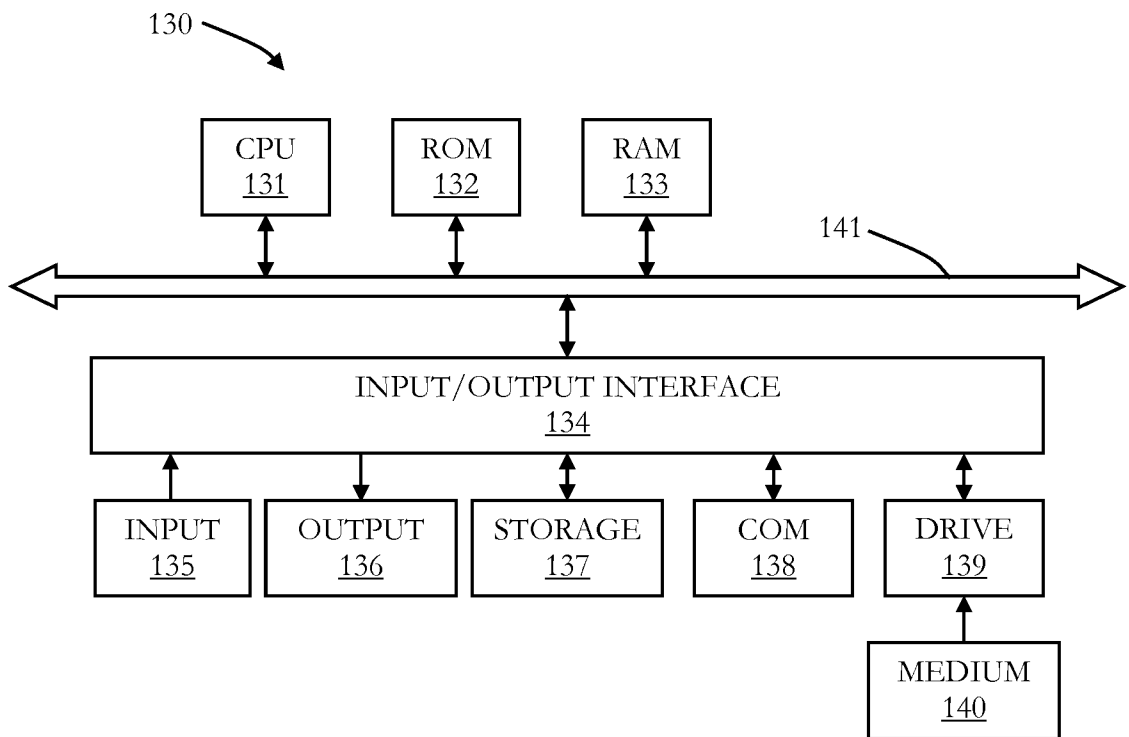 130
CPU
131
ROM
132
RAM
133
141
INPUT/OUTPUT INTERFACE
134
INPUT
135
OUTPUT
136
STORAGE
137
COM
138
DRIVE
139
MEDIUM
140